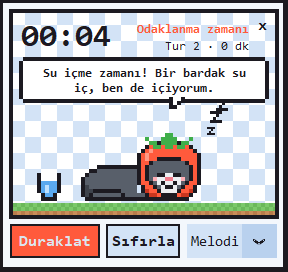 00:04
Odaklanma zamanı
x
Tur 2 · 0 dk
Su içme zamanı! Bir bardak su
iç, ben de içiyorum.
z
z
Duraklat
Sıfırla
Melodi